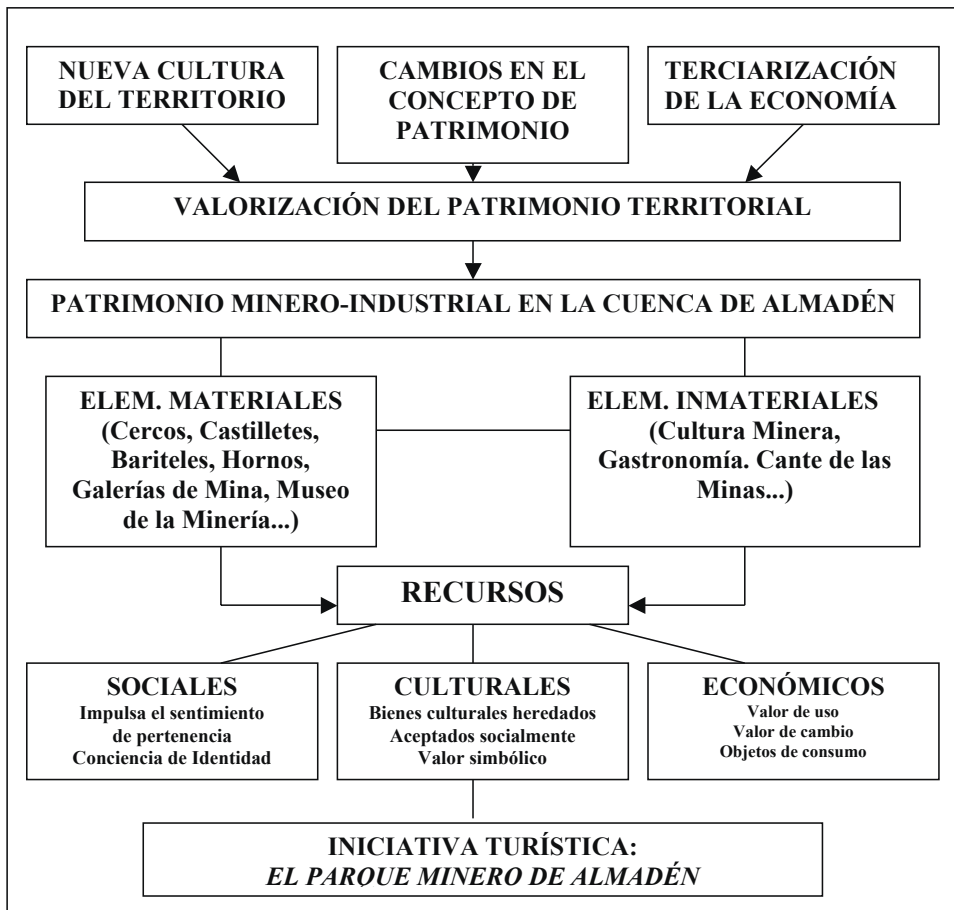 NUEVA CULTURA
DEL TERRITORIO
CAMBIOS EN EL
CONCEPTO DE
PATRIMONIO
TERCIARIZACIÓN
DE LA ECONOMÍA
VALORIZACIÓN DEL PATRIMONIO TERRITORIAL
PATRIMONIO MINERO-INDUSTRIAL EN LA CUENCA DE ALMADÉN
ELEM. MATERIALES
(Cercos, Castilletes,
Bariteles, Hornos,
Galerías de Mina, Museo
de la Minería...)
ELEM. INMATERIALES
(Cultura Minera,
Gastronomía. Cante de las
Minas...)
RECURSOS
SOCIALES
Impulsa el sentimiento
de pertenencia
Conciencia de Identidad
CULTURALES
Bienes culturales heredados
Aceptados socialmente
Valor simbólico
ECONÓMICOS
Valor de uso
Valor de cambio
Objetos de consumo
INICIATIVA TURÍSTICA:
EL PARQUE MINERO DE ALMADÉN